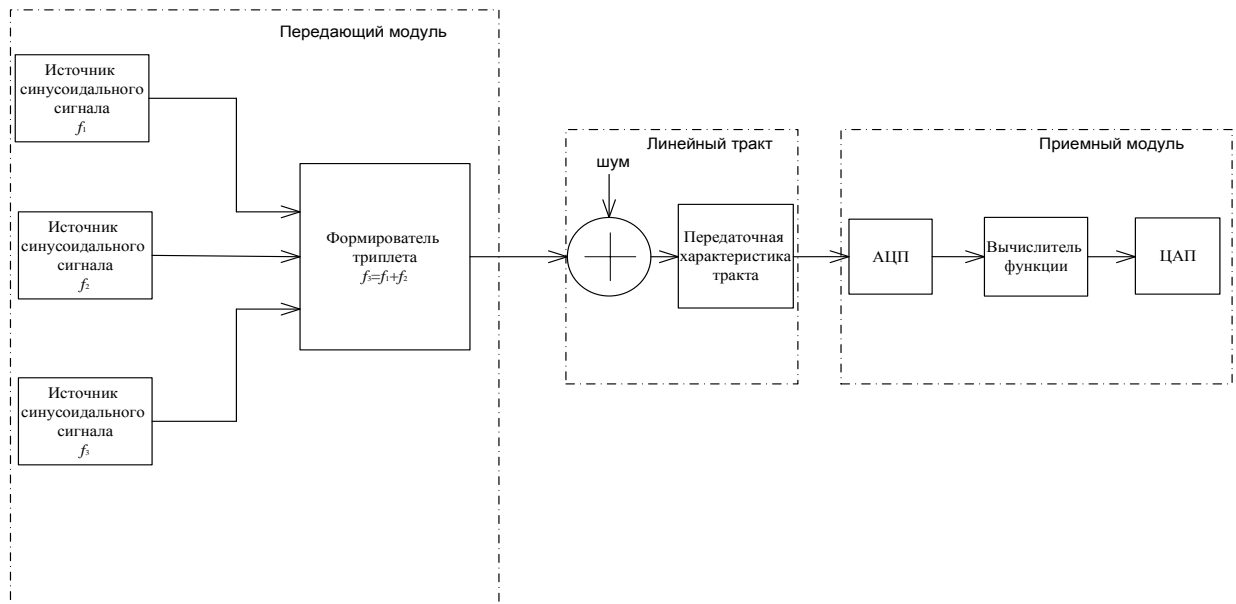 Передающий модуль
Источник
синусоидального
сигнала
f₁
Источник
синусоидального
сигнала
f₂
Источник
синусоидального
сигнала
f₃
Формирователь
триплета
f₃=f₁+f₂
Линейный тракт
шум
Передаточная
характеристика
тракта
Приемный модуль
АЦП
Вычислитель
функции
ЦАП